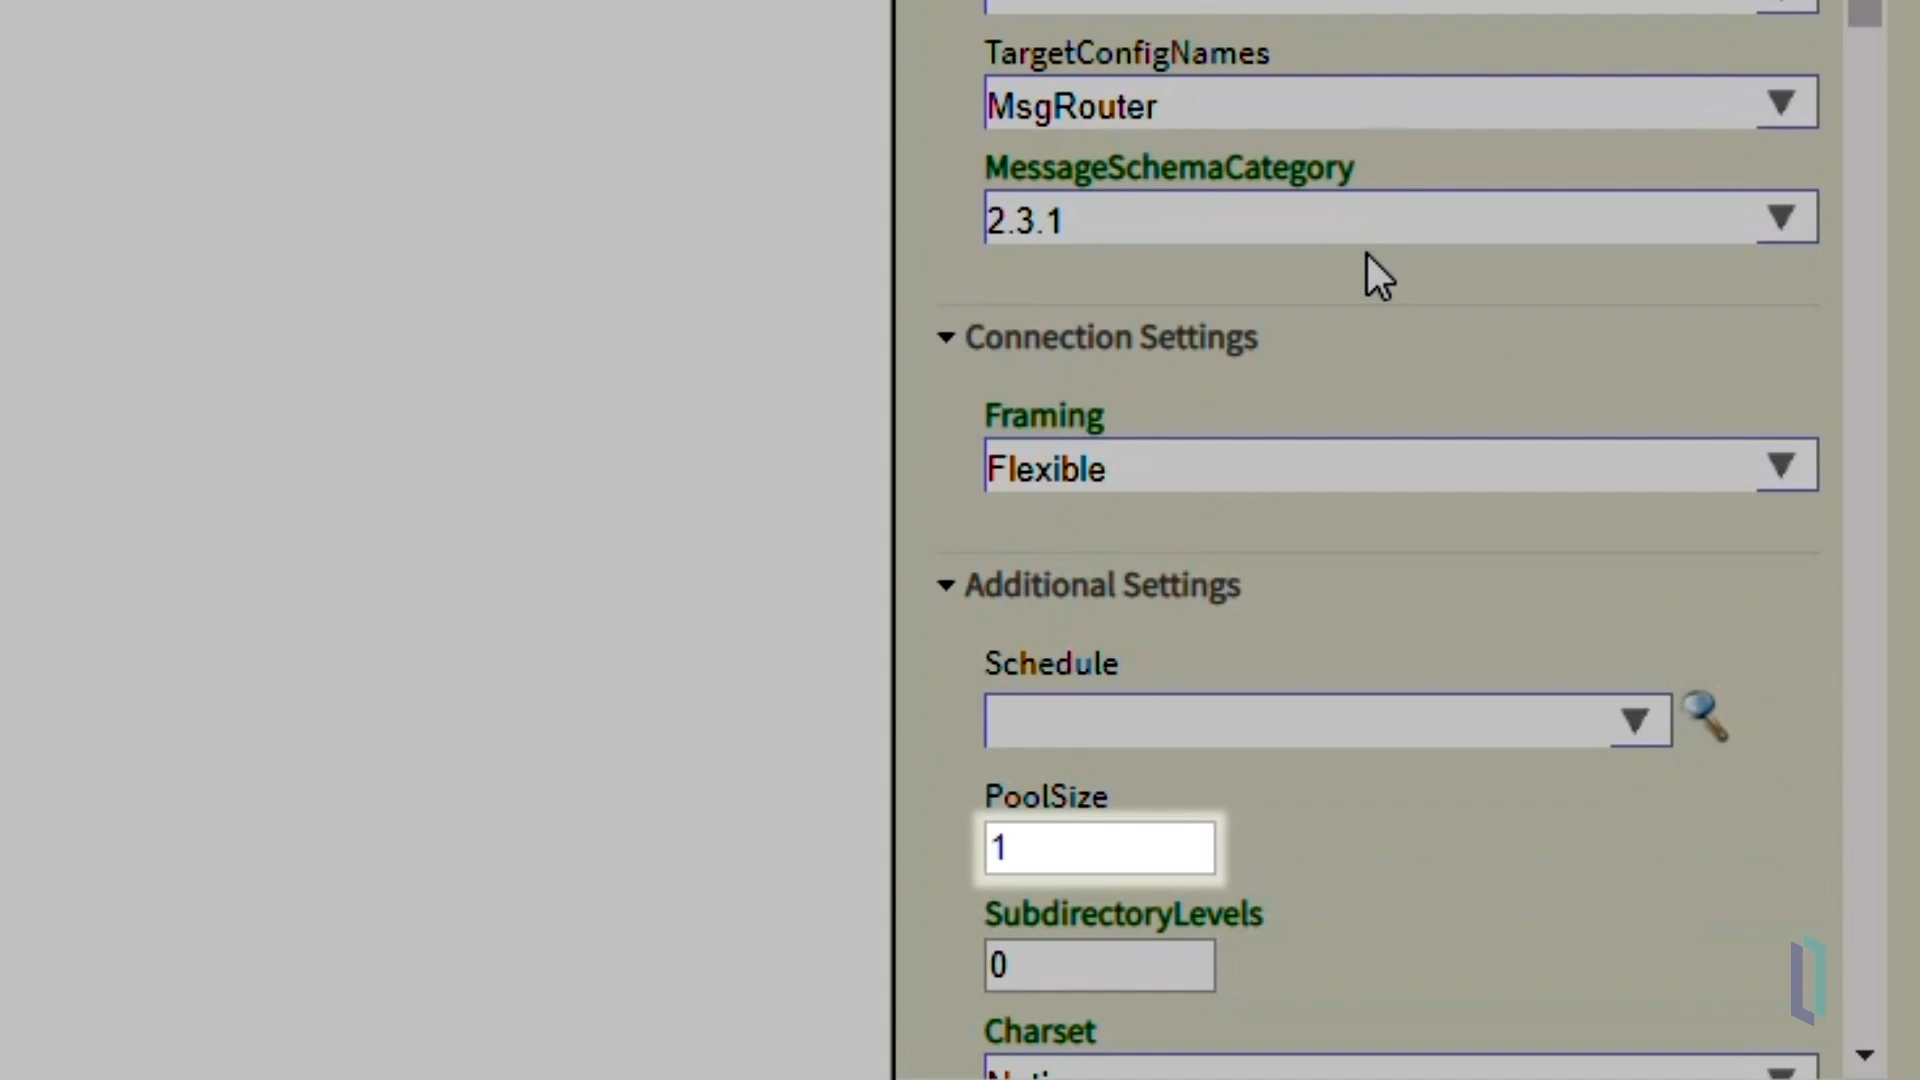 TargetConfigNames
MsgRouter
MessageSchemaCategory
2.3.1
Connection Settings
Framing
Flexible
Additional Settings
Schedule
PoolSize
1
SubdirectoryLevels
0
Charset